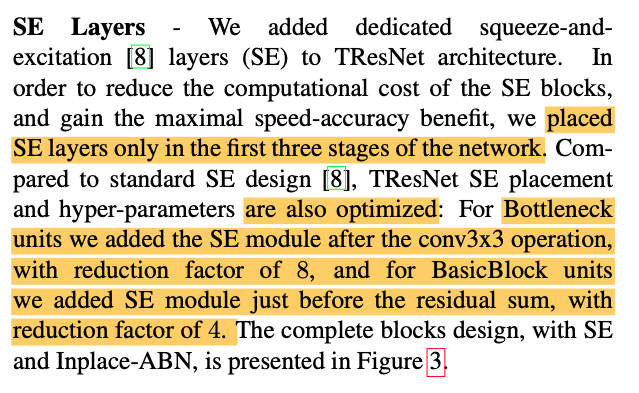 SE Layers - We added dedicated squeeze-and-
excitation [8] layers (SE) to TResNet architecture. In
order to reduce the computational cost of the SE blocks,
and gain the maximal speed-accuracy benefit, we placed
SE layers only in the first three stages of the network. Com-
pared to standard SE design [8], TResNet SE placement
and hyper-parameters are also optimized: For Bottleneck
units we added the SE module after the conv3x3 operation,
with reduction factor of 8, and for BasicBlock units
we added SE module just before the residual sum, with
reduction factor of 4. The complete blocks design, with SE
and Inplace-ABN, is presented in Figure 3.